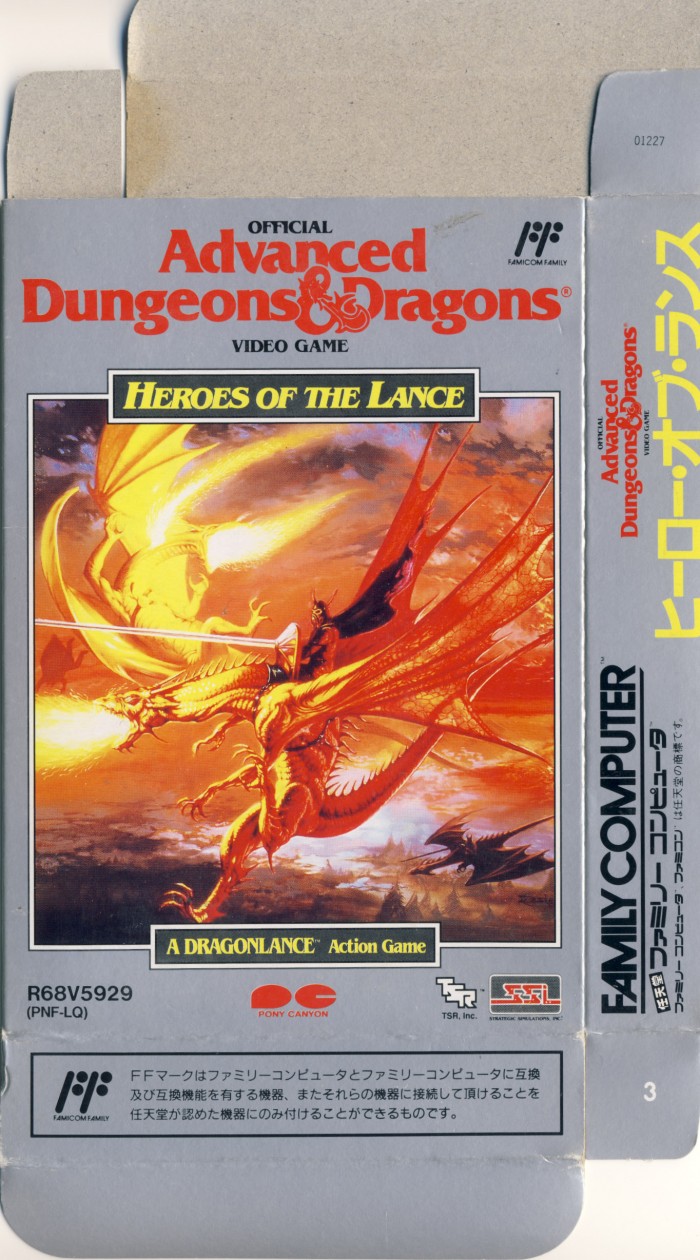 01227
OFFICIAL
Advanced
Dungeons & Dragons®
VIDEO GAME
FAMICOM FAMILY
HEROES OF THE LANCE
A DRAGONLANCE™ Action Game
R68V5929
(PNF-LQ)
PONY CANYON
TSR™
TSR, Inc.
SSI
STRATEGIC SIMULATIONS, INC.
FAMICOM FAMILY
FFマークはファミリーコンピュータとファミリーコンピュータに互換
及び互換機能を有する機器、またそれらの機器に接続して頂けることを
任天堂が認めた機器にのみ付けることができるものです。
ヒーロー・オブ・ランス
OFFICIAL
Advanced
Dungeons & Dragons®
VIDEO GAME
FAMILY COMPUTER™
任天堂 ファミリー コンピュータ™
ファミリー コンピュータ・ファミコン は任天堂の商標です。
3